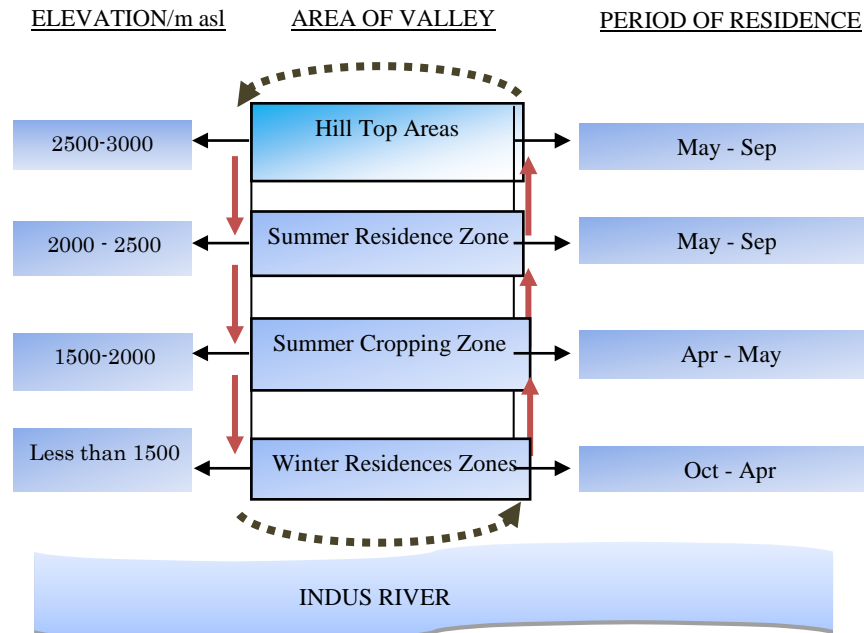 ELEVATION/m asl AREA OF VALLEY PERIOD OF RESIDENCE
2500-3000 Hill Top Areas May - Sep
2000 - 2500 Summer Residence Zone May - Sep
1500-2000 Summer Cropping Zone Apr - May
Less than 1500 Winter Residences Zones Oct - Apr
INDUS RIVER